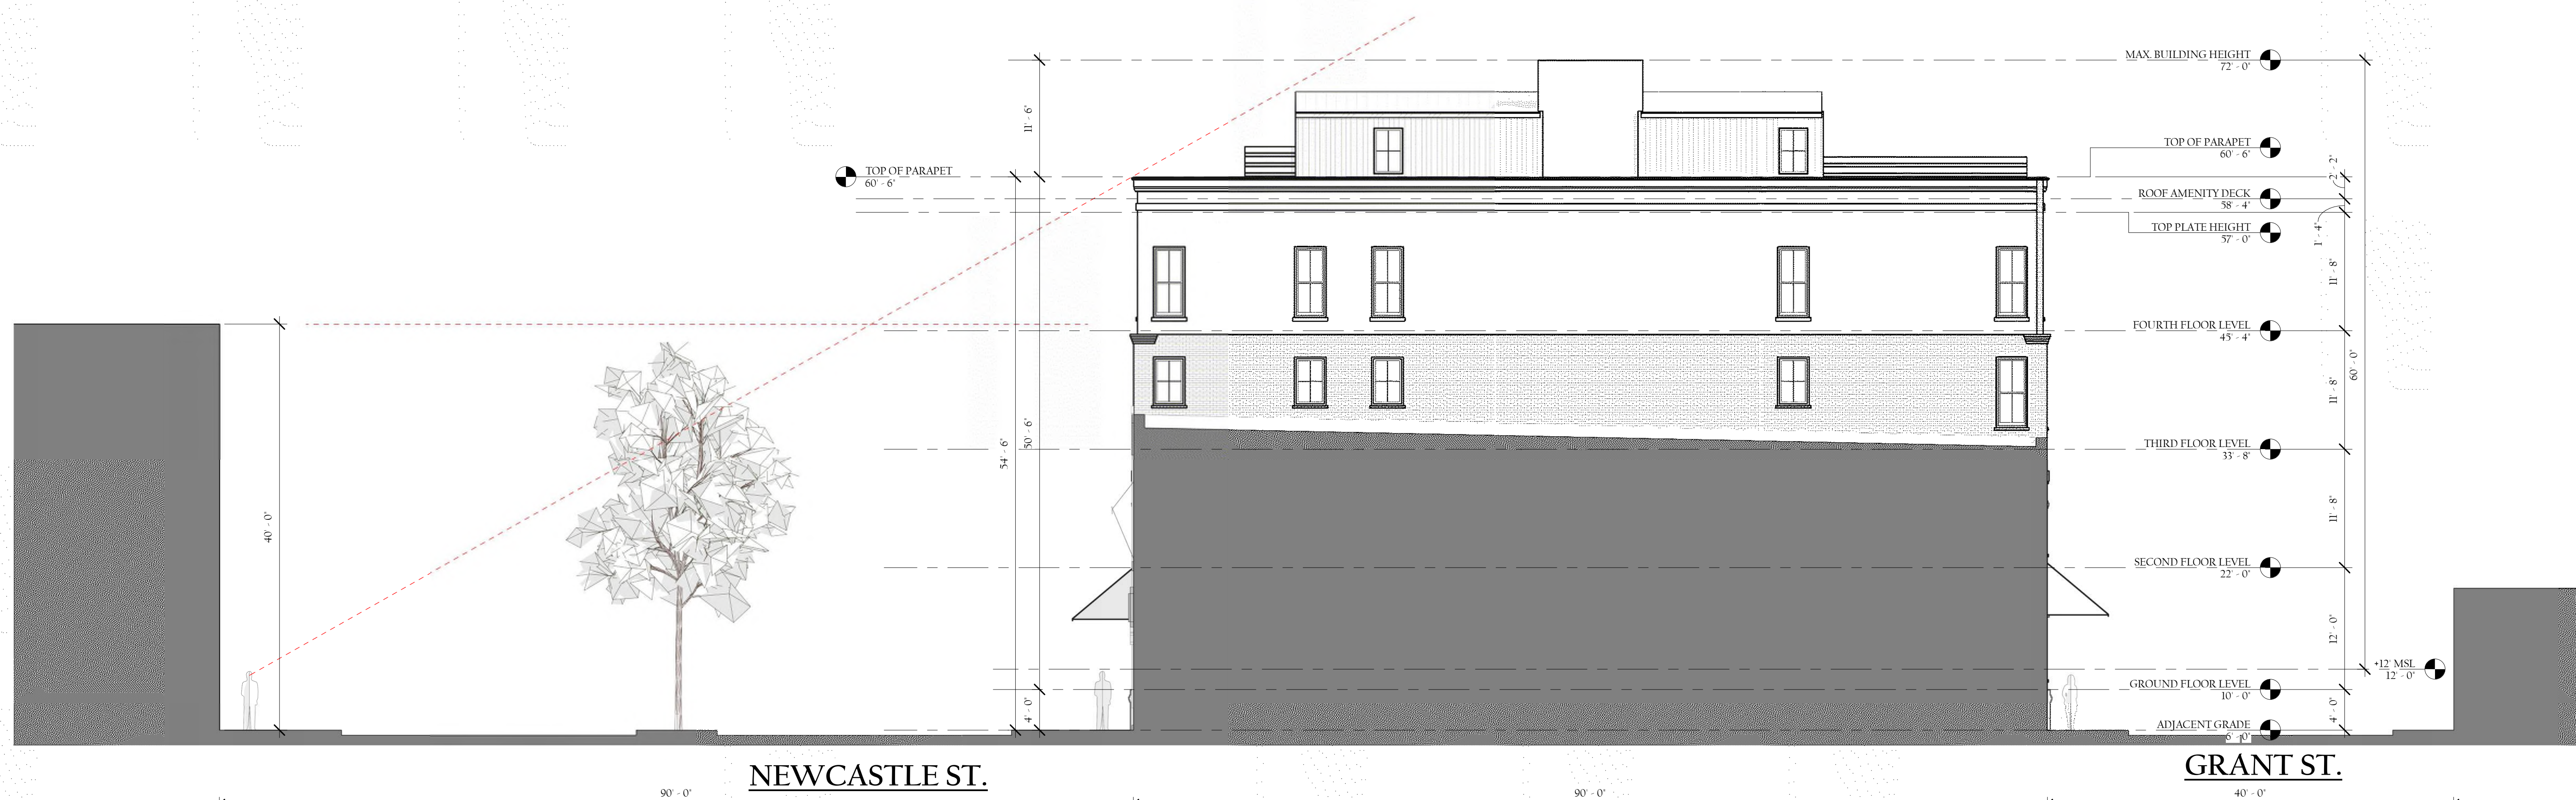 MAX. BUILDING HEIGHT
72' - 0"
11' - 6"
TOP OF PARAPET
60' - 6"
TOP OF PARAPET
60' - 6"
2' - 2"
ROOF AMENITY DECK
58' - 4"
1' - 4"
TOP PLATE HEIGHT
57' - 0"
11' - 8"
FOURTH FLOOR LEVEL
45' - 4"
60' - 0"
11' - 8"
50' - 6"
54' - 6"
THIRD FLOOR LEVEL
33' - 8"
40' - 0"
11' - 8"
SECOND FLOOR LEVEL
22' - 0"
12' - 0"
+12' MSL
12' - 0"
GROUND FLOOR LEVEL
10' - 0"
4' - 0"
4' - 0"
ADJACENT GRADE
6' - 0"
NEWCASTLE ST.
GRANT ST.
90' - 0"
90' - 0"
40' - 0"